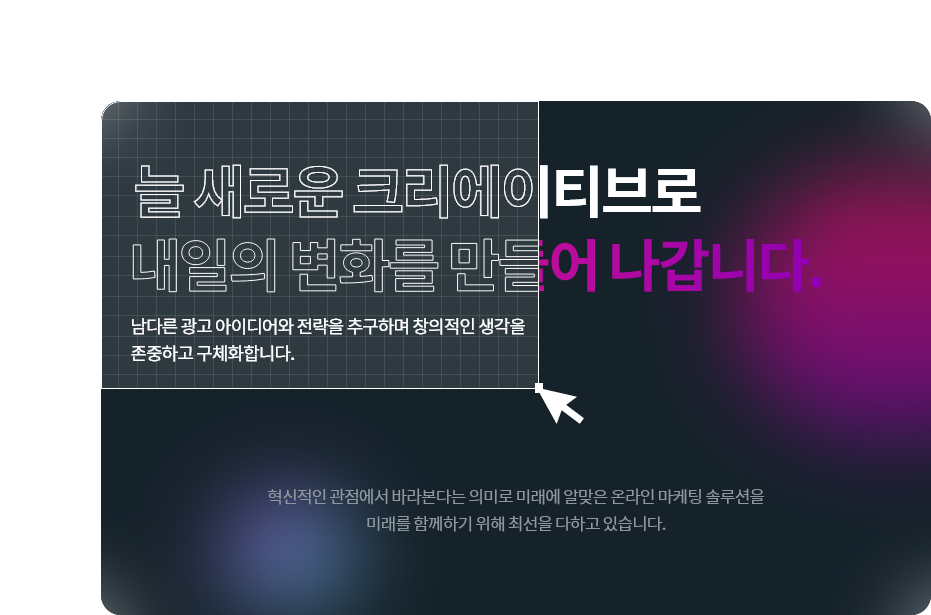 늘 새로운 크리에이티브로
내일의 변화를 만들어 나갑니다.
남다른 광고 아이디어와 전략을 추구하며 창의적인 생각을
존중하고 구체화합니다.
혁신적인 관점에서 바라본다는 의미로 미래에 알맞은 온라인 마케팅 솔루션을
미래를 함께하기 위해 최선을 다하고 있습니다.